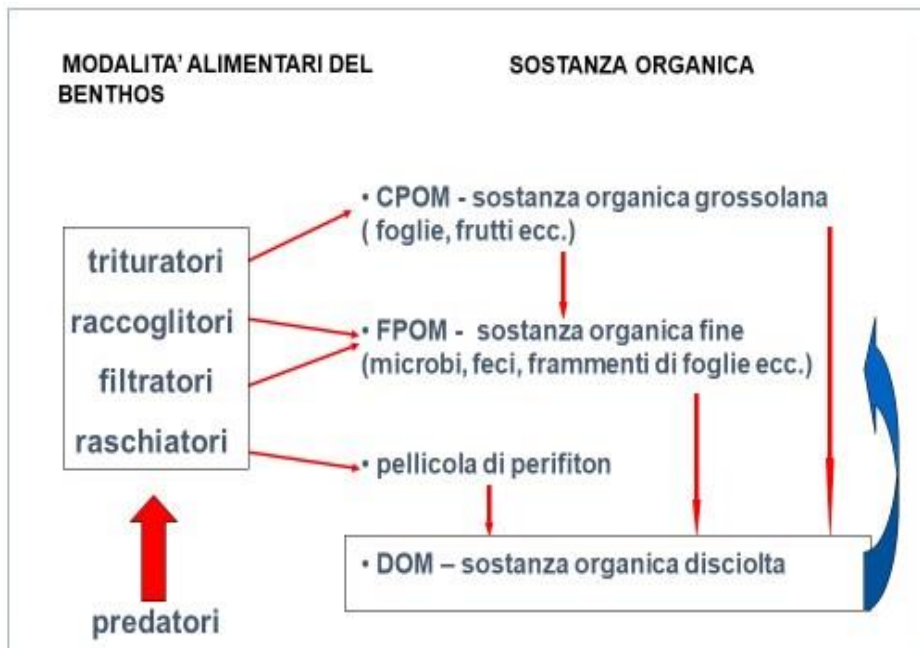 MODALITA' ALIMENTARI DEL
BENTHOS
SOSTANZA ORGANICA
trituratori
raccoglitori
filtratori
raschiatori
predatori
• CPOM - sostanza organica grossolana
( foglie, frutti ecc.)
• FPOM - sostanza organica fine
(microbi, feci, frammenti di foglie ecc.)
• pellicola di perifiton
• DOM – sostanza organica disciolta